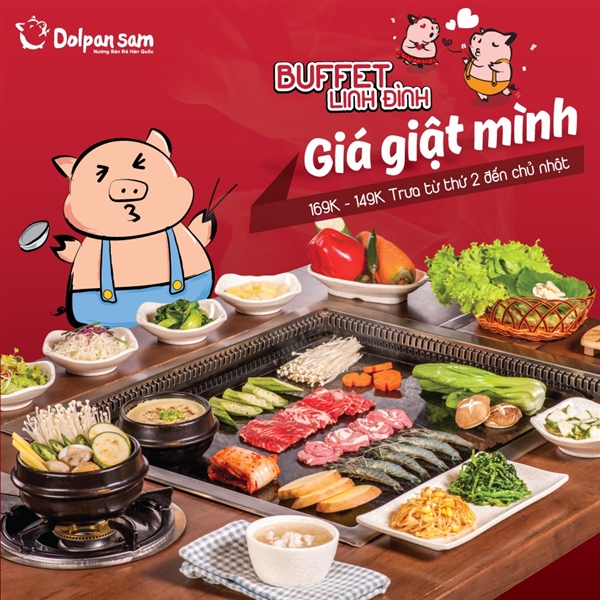 Dolpan sam
Nướng Bàn Đá Hàn Quốc
BUFFET
LINH ĐÌNH
Giá giật mình
169K - 149K Trưa từ thứ 2 đến chủ nhật